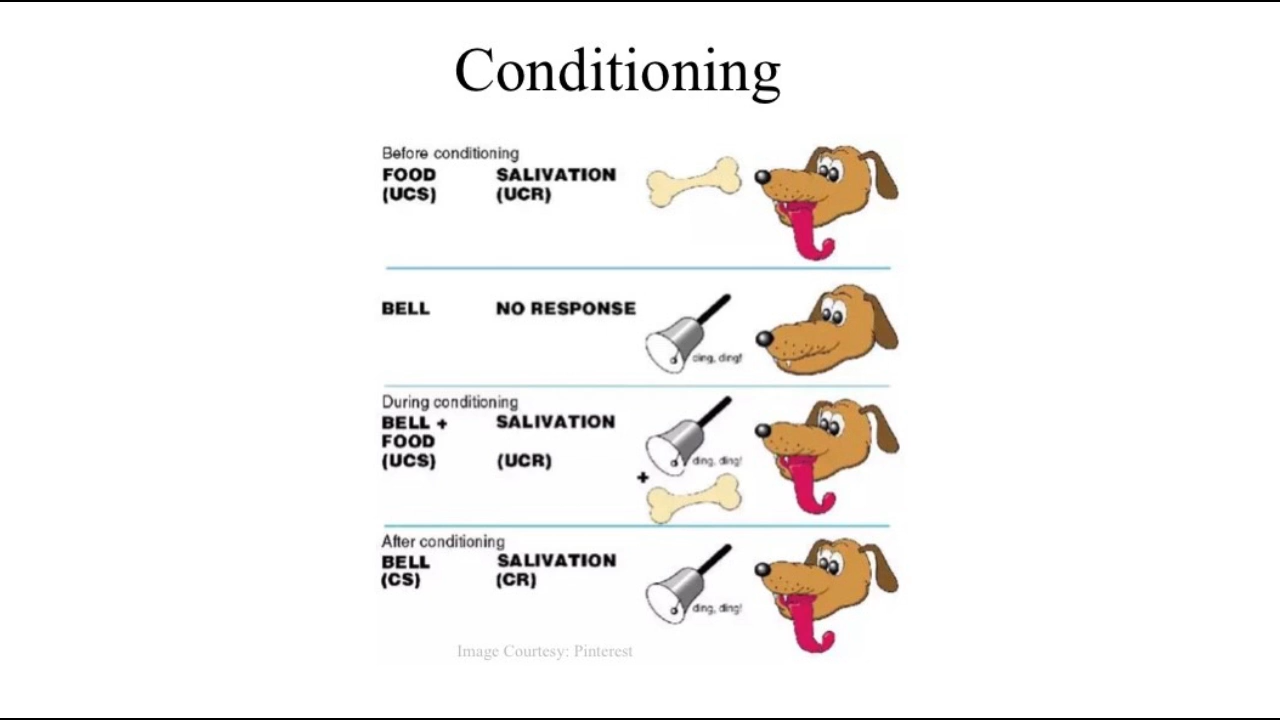 Conditioning
Before conditioning
FOOD SALIVATION
(UCS) (UCR)
BELL NO RESPONSE
ding, ding!
During conditioning
BELL + SALIVATION
FOOD
(UCS) (UCR)
ding, ding!
+
After conditioning
BELL SALIVATION
(CS) (CR)
ding, ding!
Image Courtesy: Pinterest